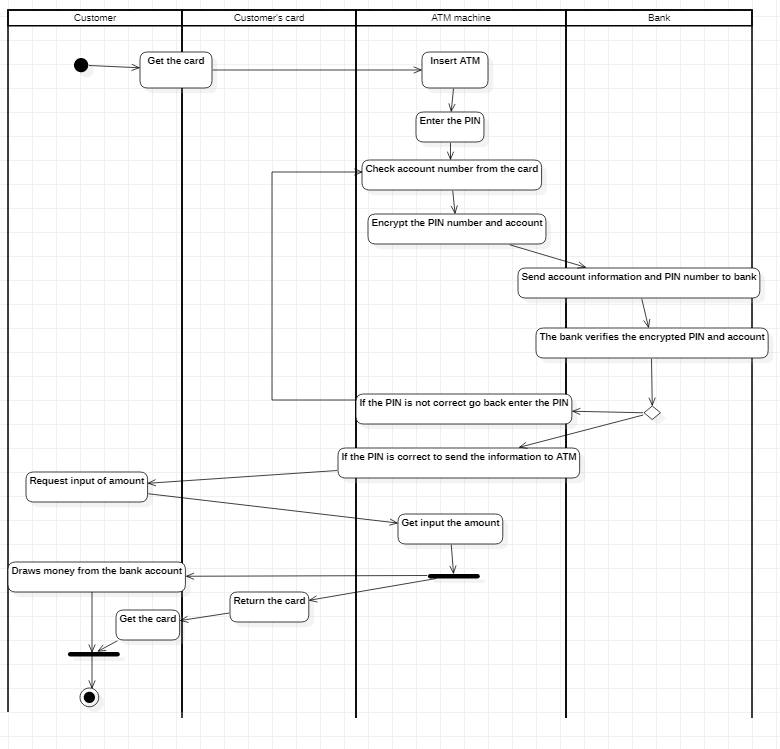 Customer
Customer's card
ATM machine
Bank
Get the card
Insert ATM
Enter the PIN
Check account number from the card
Encrypt the PIN number and account
Send account information and PIN number to bank
The bank verifies the encrypted PIN and account
If the PIN is not correct go back enter the PIN
If the PIN is correct to send the information to ATM
Request input of amount
Get input the amount
Draws money from the bank account
Return the card
Get the card